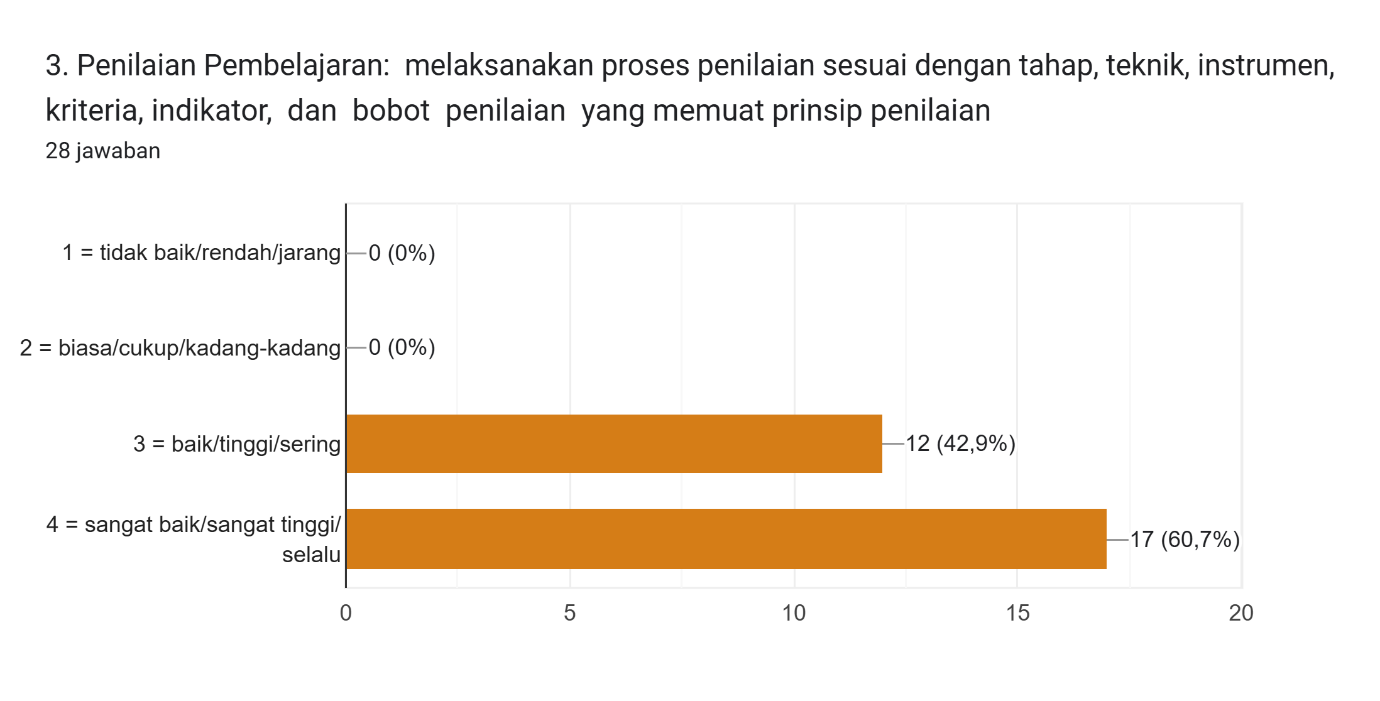 3. Penilaian Pembelajaran:  melaksanakan proses penilaian sesuai dengan tahap, teknik, instrumen,
kriteria, indikator,  dan  bobot  penilaian  yang memuat prinsip penilaian
28 jawaban
1 = tidak baik/rendah/jarang 0 (0%)
2 = biasa/cukup/kadang-kadang 0 (0%)
3 = baik/tinggi/sering 12 (42,9%)
4 = sangat baik/sangat tinggi/
selalu 17 (60,7%)
0 5 10 15 20